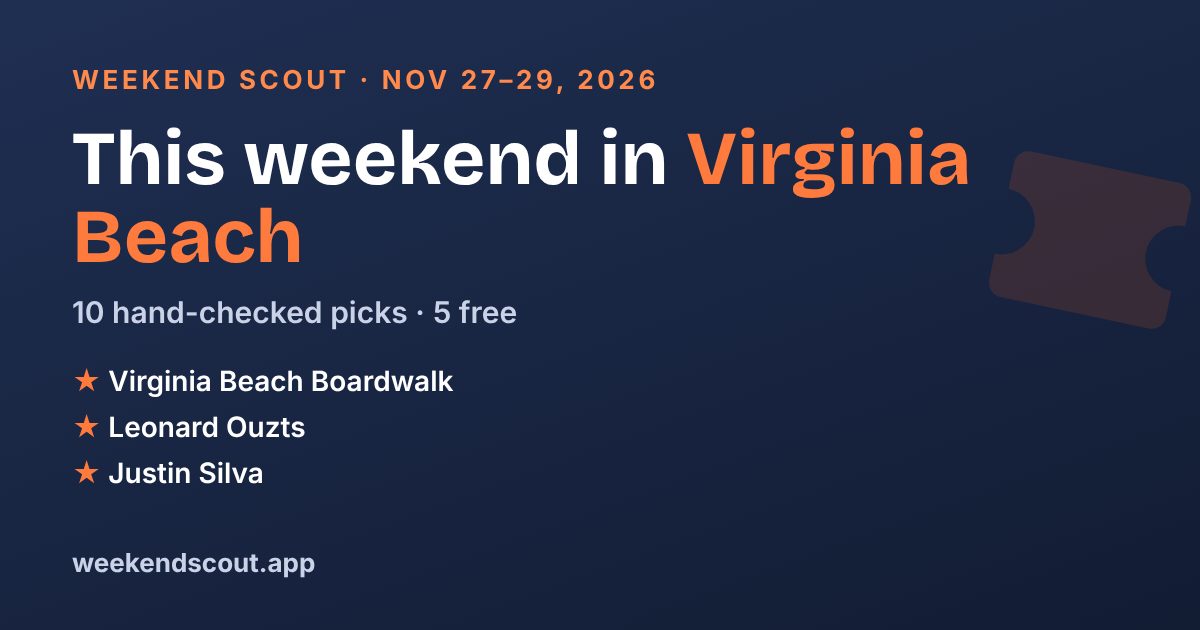 WEEKEND SCOUT · NOV 27–29, 2026
This weekend in Virginia
Beach
10 hand-checked picks · 5 free
★ Virginia Beach Boardwalk
★ Leonard Ouzts
★ Justin Silva
weekendscout.app